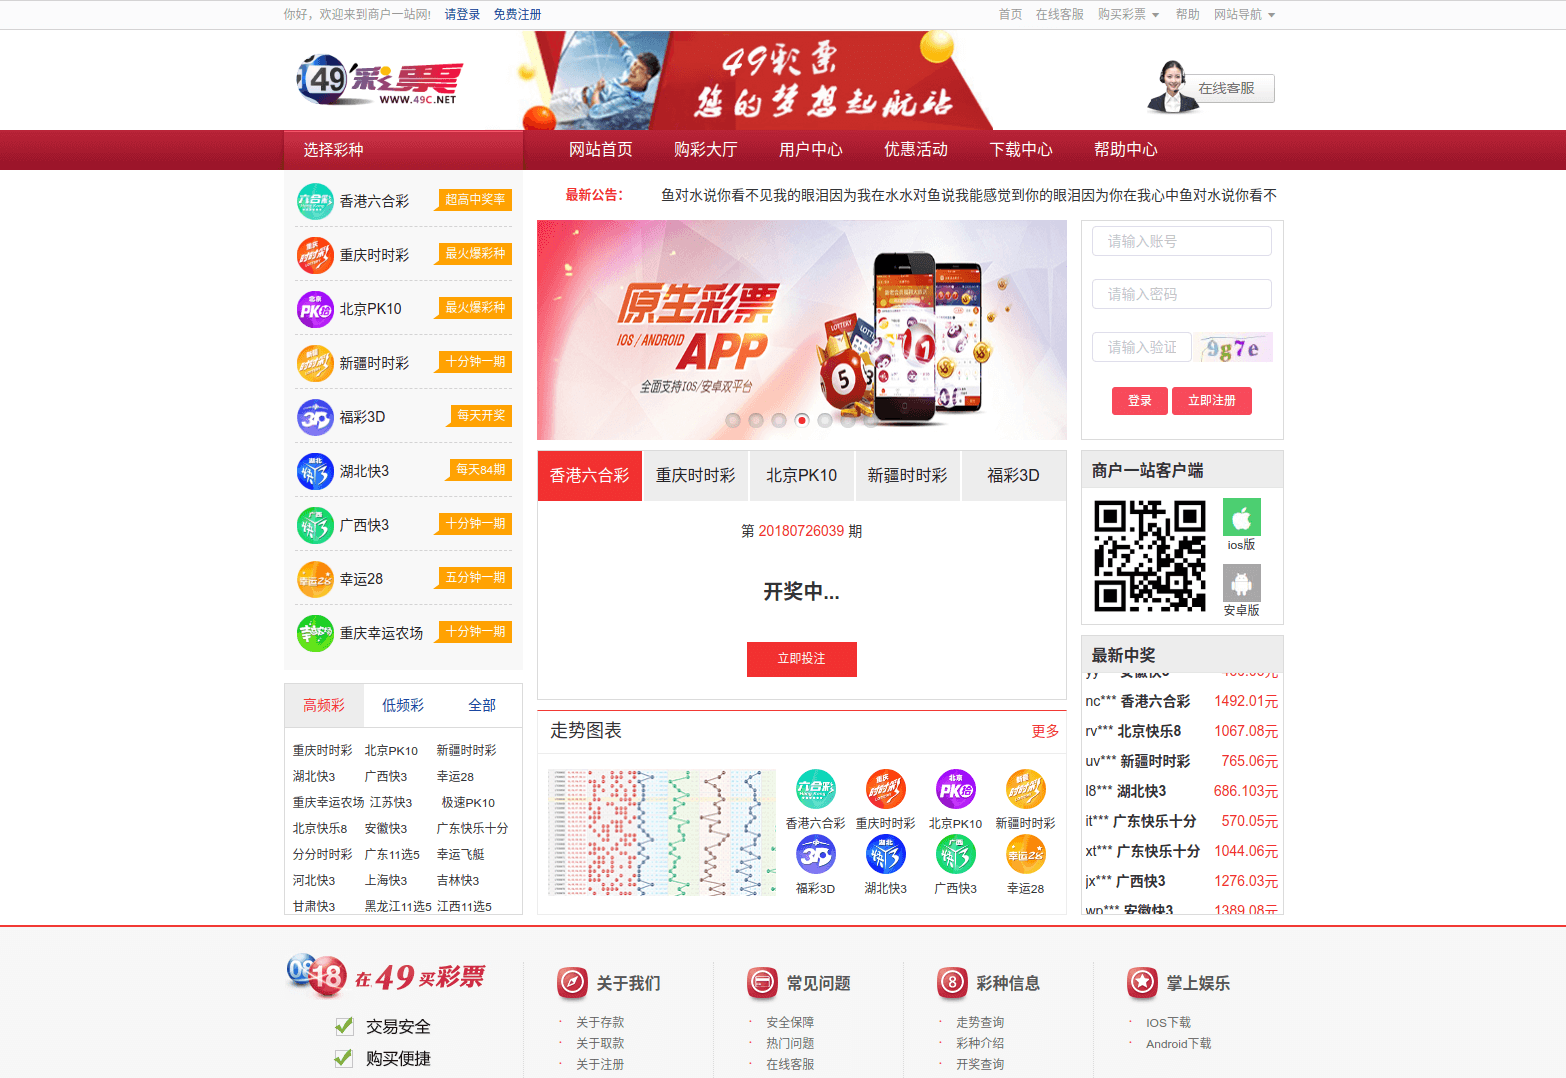 你好，欢迎来到商户一站网! 请登录 免费注册
首页 在线客服 购买彩票 帮助 网站导航
49彩票
WWW.49C.NET
49彩票
您的梦想起航站
在线客服
选择彩种
网站首页 购彩大厅 用户中心 优惠活动 下载中心 帮助中心
香港六合彩 超高中奖率
重庆时时彩 最火爆彩种
北京PK10 最火爆彩种
新疆时时彩 十分钟一期
福彩3D 每天开奖
湖北快3 每天84期
广西快3 十分钟一期
幸运28 五分钟一期
重庆幸运农场 十分钟一期
最新公告：
鱼对水说你看不见我的眼泪因为我在水水对鱼说我能感觉到你的眼泪因为你在我心中鱼对水说你看不
原生彩票
IOS / ANDROID APP
全面支持IOS/安卓双平台
请输入账号
请输入密码
请输入验证
9g7e
登录 立即注册
香港六合彩 重庆时时彩 北京PK10 新疆时时彩 福彩3D
第 20180726039 期
开奖中...
立即投注
商户一站客户端
ios版
安卓版
最新中奖
nc*** 香港六合彩 1492.01元
rv*** 北京快乐8 1067.08元
uv*** 新疆时时彩 765.06元
l8*** 湖北快3 686.103元
it*** 广东快乐十分 570.05元
xt*** 广东快乐十分 1044.06元
jx*** 广西快3 1276.03元
wp*** 安徽快3 1389.08元
高频彩 低频彩 全部
重庆时时彩 北京PK10 新疆时时彩
湖北快3 广西快3 幸运28
重庆幸运农场 江苏快3 极速PK10
北京快乐8 安徽快3 广东快乐十分
分分时时彩 广东11选5 幸运飞艇
河北快3 上海快3 吉林快3
甘肃快3 黑龙江11选5 江西11选5
走势图表 更多
香港六合彩 重庆时时彩 北京PK10 新疆时时彩
福彩3D 湖北快3 广西快3 幸运28
08 18 在49买彩票
交易安全
购买便捷
关于我们
关于存款
关于取款
关于注册
常见问题
安全保障
热门问题
在线客服
彩种信息
走势查询
彩种介绍
开奖查询
掌上娱乐
IOS下载
Android下载